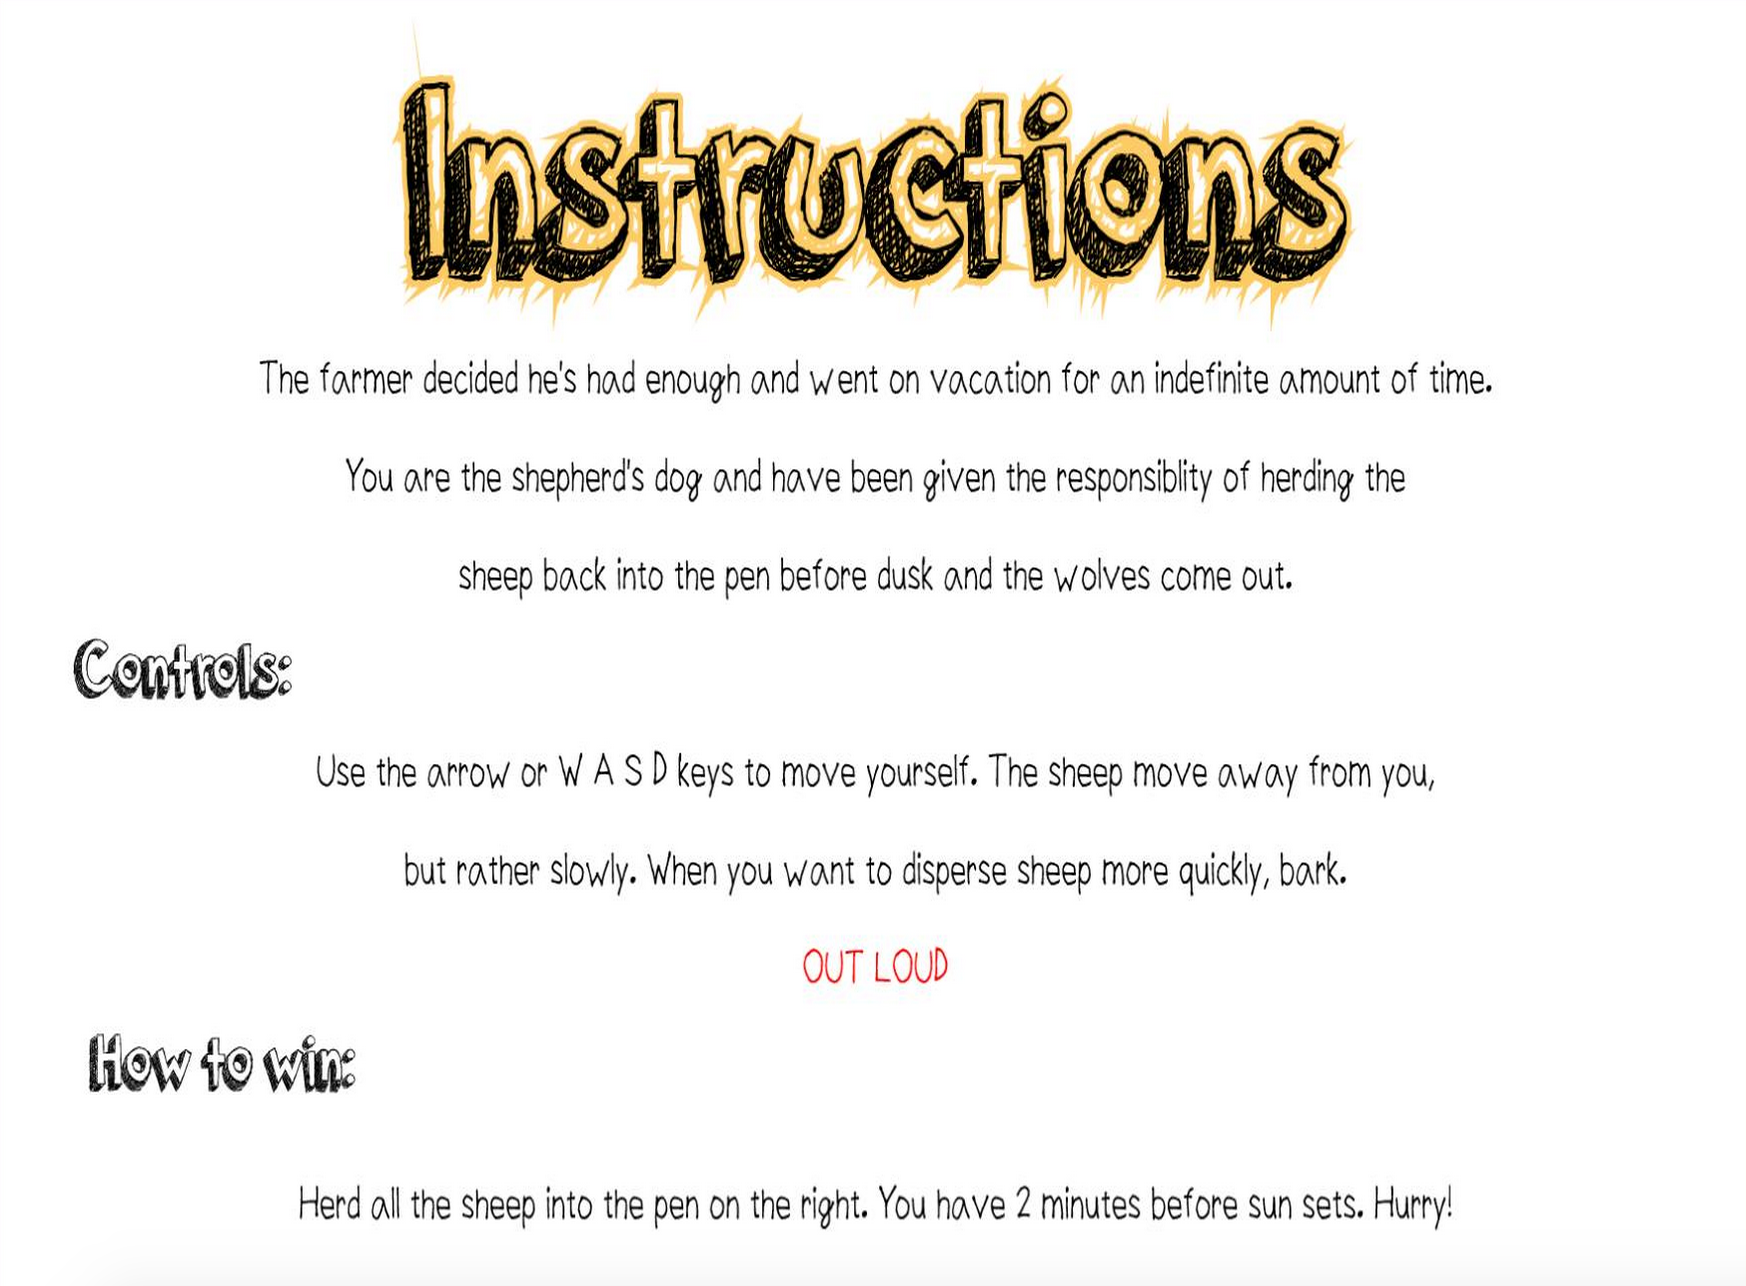 Instructions
The farmer decided he's had enough and went on vacation for an indefinite amount of time.
You are the shepherd's dog and have been given the responsiblity of herding the
sheep back into the pen before dusk and the wolves come out.
Controls:
Use the arrow or W A S D keys to move yourself. The sheep move away from you,
but rather slowly. When you want to disperse sheep more quickly, bark.
OUT LOUD
How to win:
Herd all the sheep into the pen on the right. You have 2 minutes before sun sets. Hurry!